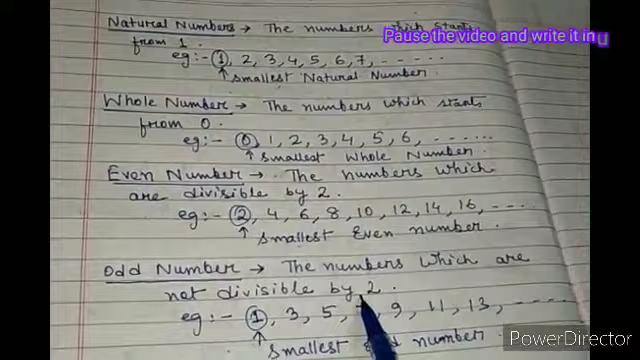 Natural Numbers → The numbers which starts
Pause the video and write it in
from 1.
eg:- 1, 2, 3, 4, 5, 6, 7, - - - - -
↑ smallest Natural Number.
Whole Number → The numbers which starts
from 0.
eg:- 0, 1, 2, 3, 4, 5, 6, - - - - -
↑ smallest Whole Number.
Even Number → The numbers which
are divisible by 2.
eg:- 2, 4, 6, 8, 10, 12, 14, 16, - - - -
↑ smallest Even number.
Odd Number → The numbers which are
not divisible by 2.
eg:- 1, 3, 5, 9, 11, 13, - - - -
↑ smallest number.
POWERED BY
PowerDirector